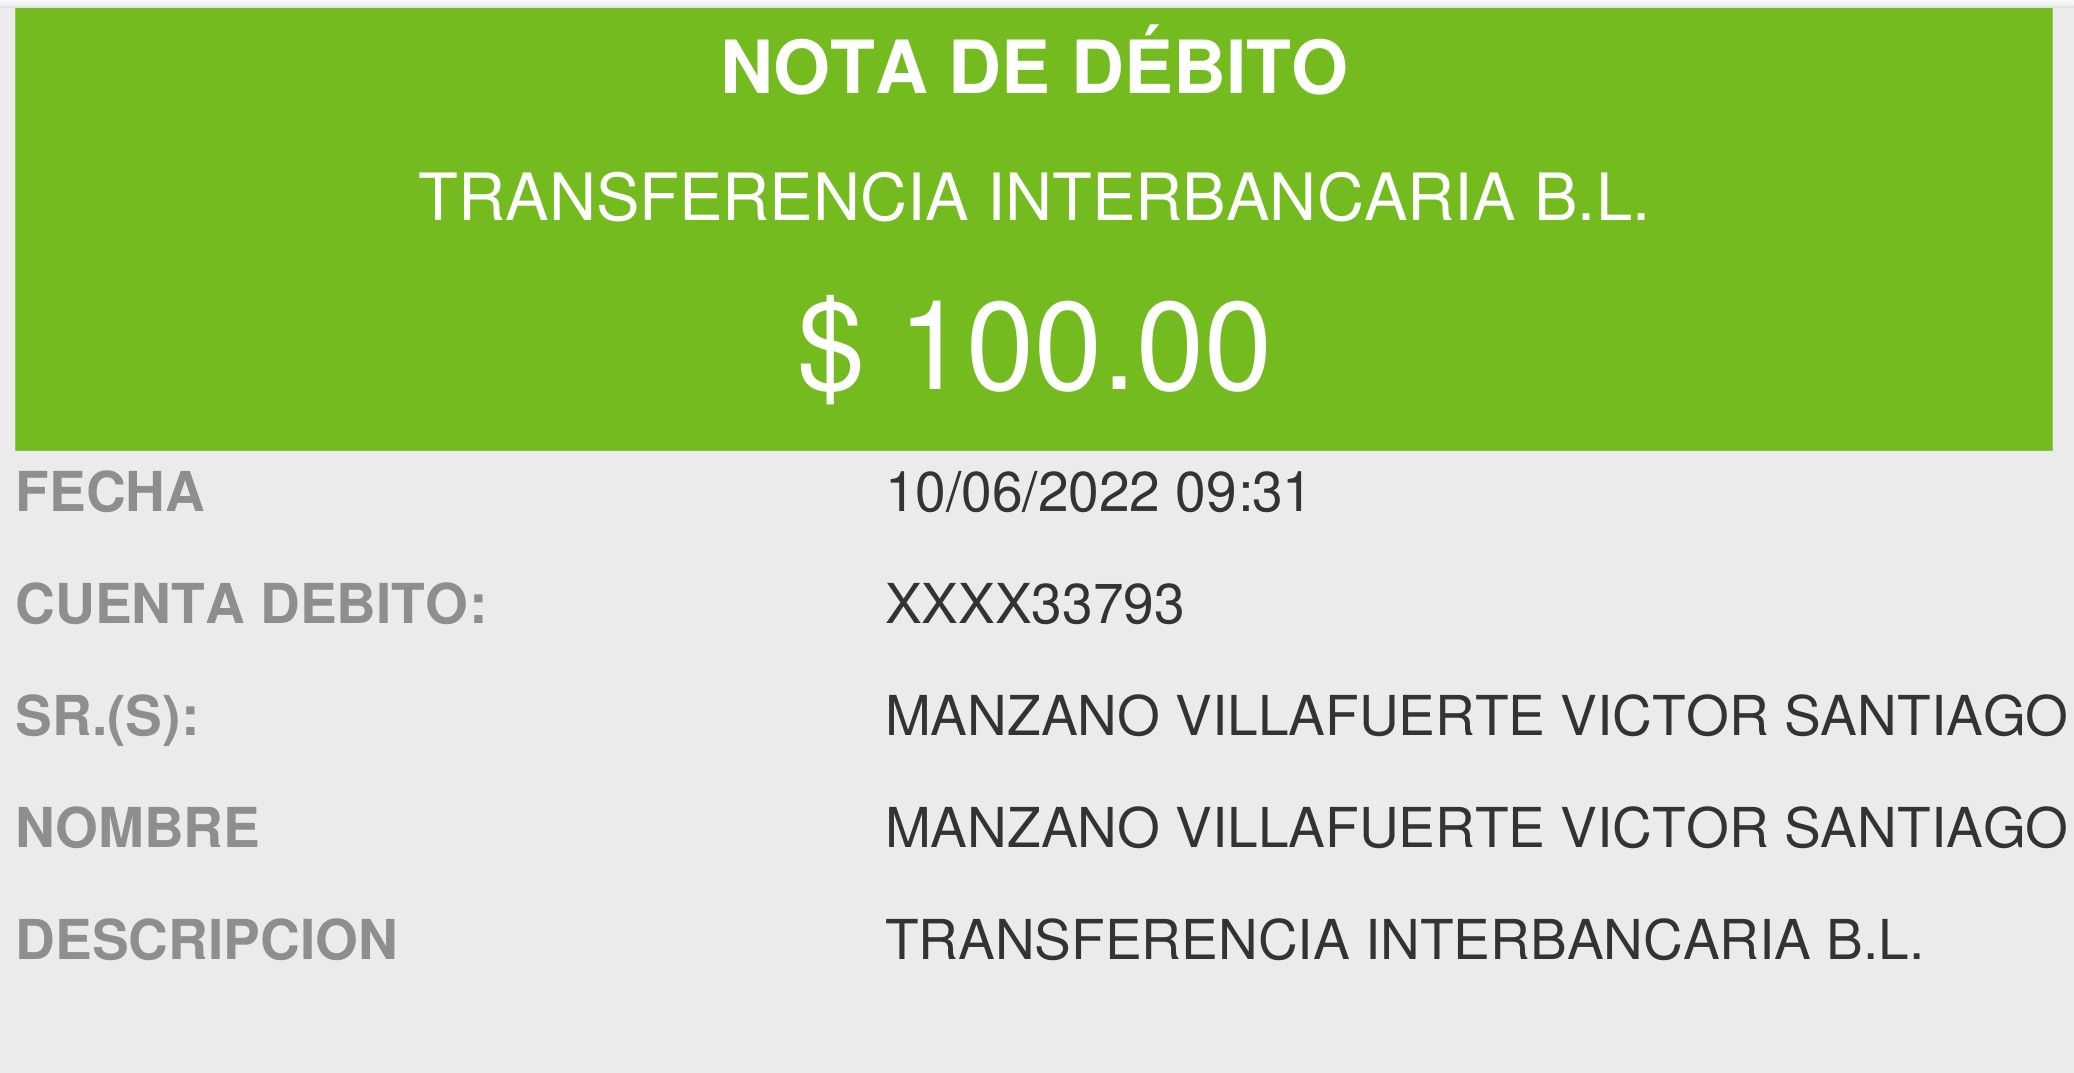 NOTA DE DÉBITO
TRANSFERENCIA INTERBANCARIA B.L.
$ 100.00
FECHA 10/06/2022 09:31
CUENTA DEBITO: XXXX33793
SR.(S): MANZANO VILLAFUERTE VICTOR SANTIAGO
NOMBRE MANZANO VILLAFUERTE VICTOR SANTIAGO
DESCRIPCION TRANSFERENCIA INTERBANCARIA B.L.